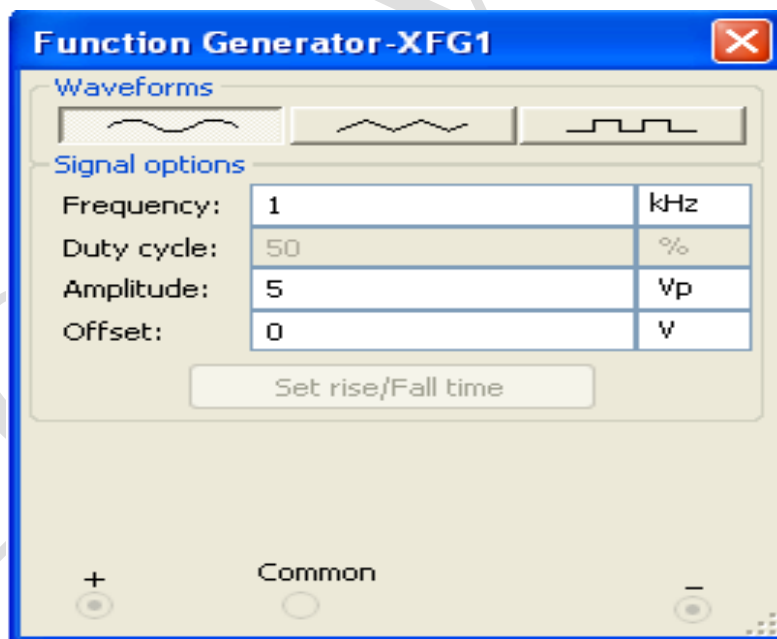 Function Generator-XFG1
Waveforms
Signal options
Frequency: 1 kHz
Duty cycle: 50 %
Amplitude: 5 Vp
Offset: 0 V
Set rise/Fall time
+ Common −